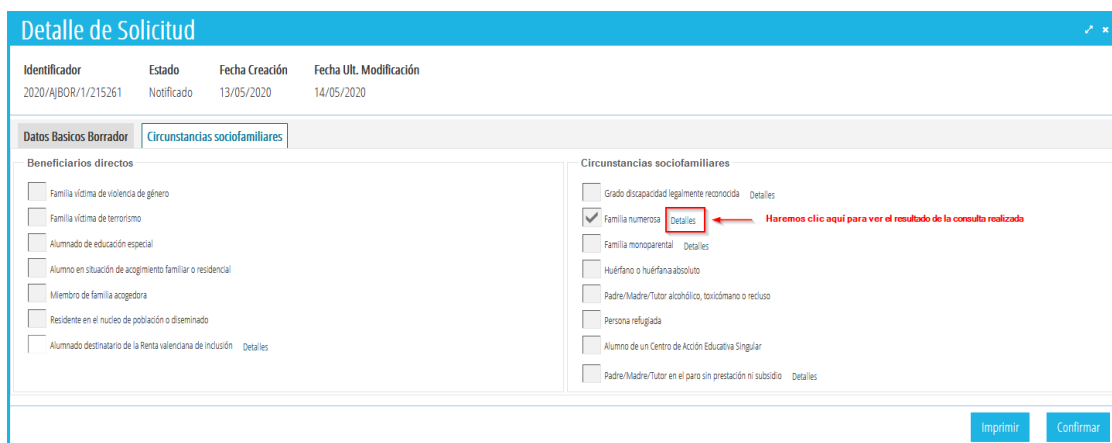 Detalle de Solicitud
Identificador Estado Fecha Creación Fecha Ult. Modificación
2020/AJBOR/1/215261 Notificado 13/05/2020 14/05/2020
Datos Basicos Borrador Circunstancias sociofamiliares
Beneficiarios directos
Familia víctima de violencia de género
Familia víctima de terrorismo
Alumnado de educación especial
Alumno en situación de acogimiento familiar o residencial
Miembro de familia acogedora
Residente en el nucleo de población o diseminado
Alumnado destinatario de la Renta valenciana de inclusión Detalles
Circunstancias sociofamiliares
Grado discapacidad legalmente reconocida Detalles
Familia numerosa Detalles Haremos clic aquí para ver el resultado de la consulta realizada
Familia monoparental Detalles
Huérfano o huérfana absoluto
Padre/Madre/Tutor alcohólico, toxicómano o recluso
Persona refugiada
Alumno de un Centro de Acción Educativa Singular
Padre/Madre/Tutor en el paro sin prestación ni subsidio Detalles
Imprimir Confirmar